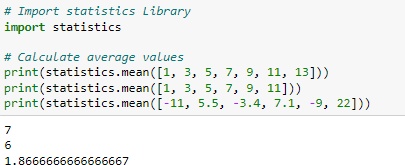 # Import statistics Library
import statistics
# Calculate average values
print(statistics.mean([1, 3, 5, 7, 9, 11, 13]))
print(statistics.mean([1, 3, 5, 7, 9, 11]))
print(statistics.mean([-11, 5.5, -3.4, 7.1, -9, 22]))
7
6
1.8666666666666667